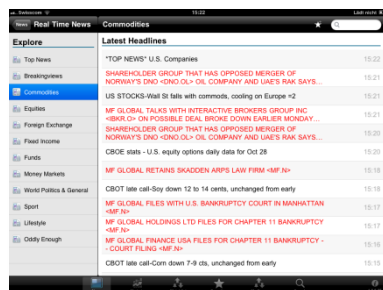 Swisscom
15:22
News
Real Time News
Commodities
Explore
Top News
Breakingviews
Commodities
Equities
Foreign Exchange
Fixed Income
Funds
Money Markets
World Politics & General
Sport
Lifestyle
Oddly Enough
Latest Headlines
*TOP NEWS* U.S. Companies
15:22
SHAREHOLDER GROUP THAT HAS OPPOSED MERGER OF
NORWAY'S DNO <DNO.OL> OIL COMPANY AND UAE'S RAK SAYS...
15:21
US STOCKS-Wall St falls with commods, cooling on Europe =2
15:21
MF GLOBAL TALKS WITH INTERACTIVE BROKERS GROUP INC
<IBKR.O> ON POSSIBLE DEAL BROKE DOWN EARLIER MONDAY...
15:21
SHAREHOLDER GROUP THAT HAS OPPOSED MERGER OF
NORWAY'S DNO <DNO.OL> OIL COMPANY AND UAE'S RAK SAYS...
15:20
CBOE stats - U.S. equity options daily data for Oct 28
15:20
MF GLOBAL RETAINS SKADDEN ARPS LAW FIRM <MF.N>
15:18
CBOT late call-Soy down 12 to 14 cents, unchanged from early
15:18
MF GLOBAL FILES WITH U.S. BANKRUPTCY COURT IN MANHATTAN
<MF.N>
15:17
MF GLOBAL HOLDINGS LTD FILES FOR CHAPTER 11 BANKRUPTCY
<MF.N>
15:17
MF GLOBAL FINANCE USA FILES FOR CHAPTER 11 BANKRUPTCY -
- COURT FILING <MF.N>
15:16
CBOT late call-Corn down 7-9 cts, unchanged from early
15:15